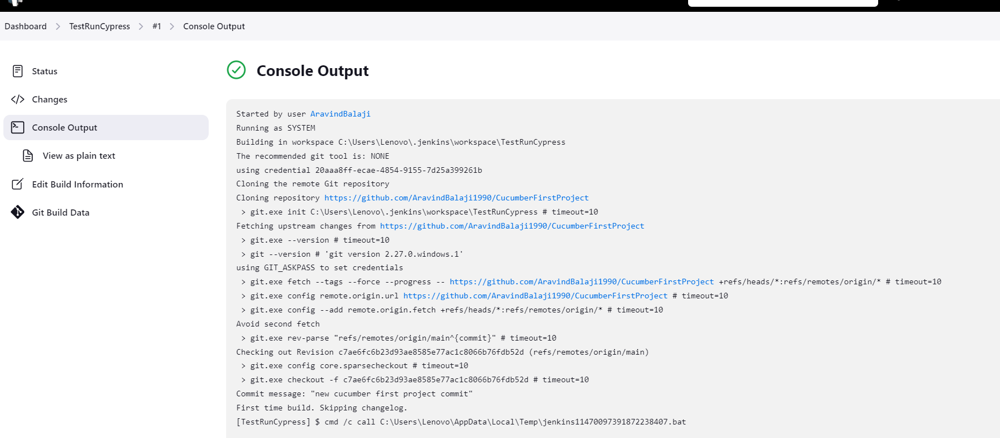 Dashboard > TestRunCypress > #1 > Console Output
Status
Changes
Console Output
View as plain text
Edit Build Information
Git Build Data
Console Output
Started by user AravindBalaji
Running as SYSTEM
Building in workspace C:\Users\Lenovo\.jenkins\workspace\TestRunCypress
The recommended git tool is: NONE
using credential 20aaa8ff-ecae-4854-9155-7d25a399261b
Cloning the remote Git repository
Cloning repository https://github.com/AravindBalaji1990/CucumberFirstProject
> git.exe init C:\Users\Lenovo\.jenkins\workspace\TestRunCypress # timeout=10
Fetching upstream changes from https://github.com/AravindBalaji1990/CucumberFirstProject
> git.exe --version # timeout=10
> git --version # 'git version 2.27.0.windows.1'
using GIT_ASKPASS to set credentials
> git.exe fetch --tags --force --progress -- https://github.com/AravindBalaji1990/CucumberFirstProject +refs/heads/*:refs/remotes/origin/* # timeout=10
> git.exe config remote.origin.url https://github.com/AravindBalaji1990/CucumberFirstProject # timeout=10
> git.exe config --add remote.origin.fetch +refs/heads/*:refs/remotes/origin/* # timeout=10
Avoid second fetch
> git.exe rev-parse "refs/remotes/origin/main^{commit}" # timeout=10
Checking out Revision c7ae6fc6b23d93ae8585e77ac1c8066b76fdb52d (refs/remotes/origin/main)
> git.exe config core.sparsecheckout # timeout=10
> git.exe checkout -f c7ae6fc6b23d93ae8585e77ac1c8066b76fdb52d # timeout=10
Commit message: "new cucumber first project commit"
First time build. Skipping changelog.
[TestRunCypress] $ cmd /c call C:\Users\Lenovo\AppData\Local\Temp\jenkins11470097391872238407.bat